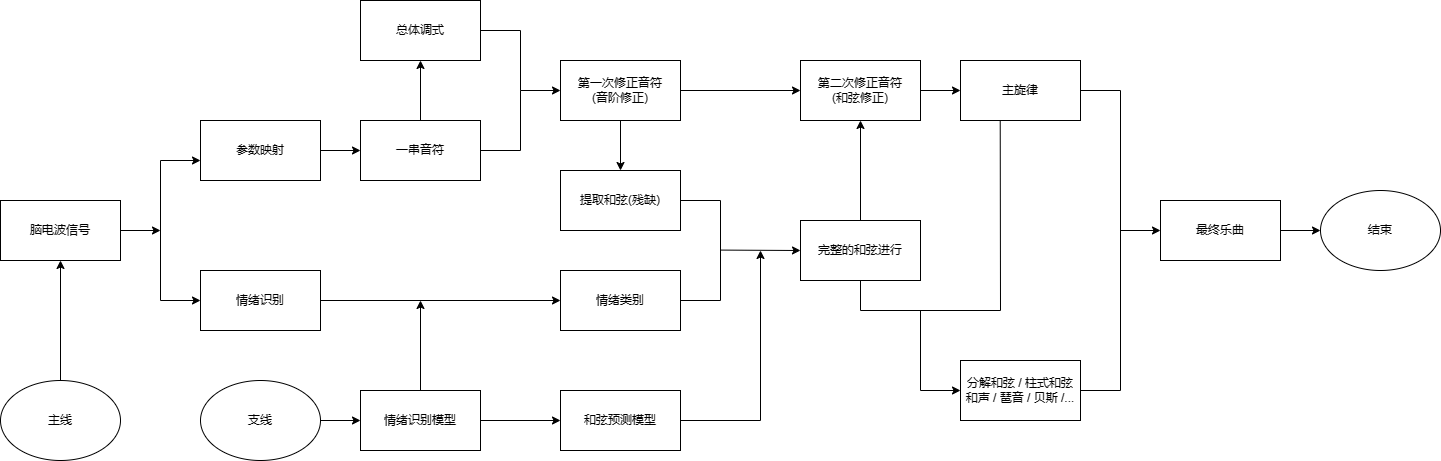 总体调式
第一次修正音符
(音阶修正)
第二次修正音符
(和弦修正)
主旋律
参数映射
一串音符
提取和弦(残缺)
脑电波信号
完整的和弦进行
最终乐曲
结束
情绪识别
情绪类别
分解和弦 / 柱式和弦
和声 / 琶音 / 贝斯 /...
主线
支线
情绪识别模型
和弦预测模型